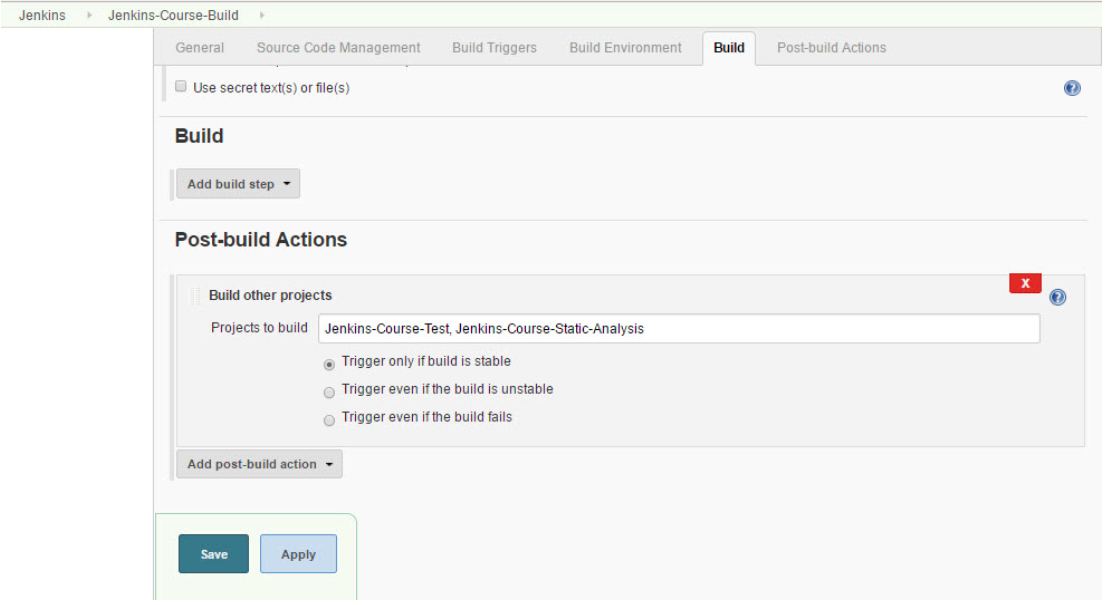 Jenkins Jenkins-Course-Build
General Source Code Management Build Triggers Build Environment Build Post-build Actions
Use secret text(s) or file(s)
Build
Add build step
Post-build Actions
X
Build other projects
Projects to build Jenkins-Course-Test, Jenkins-Course-Static-Analysis
Trigger only if build is stable
Trigger even if the build is unstable
Trigger even if the build fails
Add post-build action
Save Apply